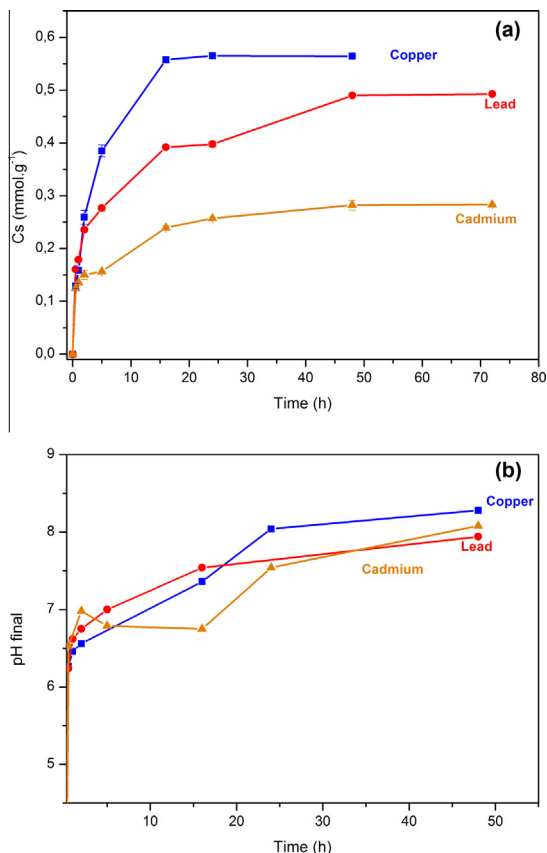 (a)
0,6
0,5
0,4
0,3
0,2
0,1
0,0
Cs (mmol.g⁻¹)
Copper
Lead
Cadmium
0 10 20 30 40 50 60 70 80
Time (h)
(b)
9
8
7
6
5
pH final
Copper
Lead
Cadmium
10 20 30 40 50
Time (h)